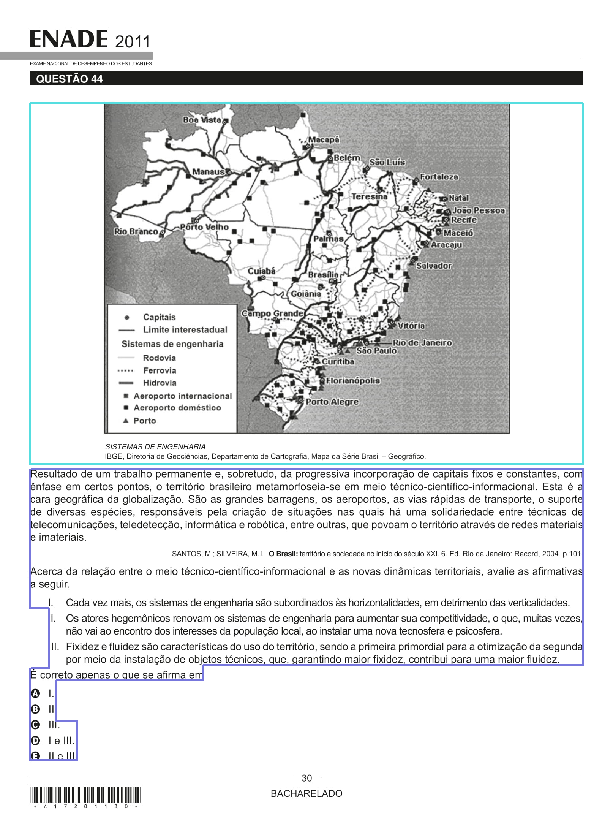 ENADE 2011
EXAME NACIONAL DE DESEMPENHO DOS ESTUDANTES
QUESTÃO 44
Boa Vista
Macapá
Belém
São Luís
Manaus
Fortaleza
Teresina
Natal
João Pessoa
Recife
Porto Velho
Rio Branco
Maceió
Palmas
Aracaju
Salvador
Cuiabá
Brasília
Goiânia
Campo Grande
Vitória
Rio de Janeiro
São Paulo
Curitiba
Florianópolis
Porto Alegre
Capitais
Limite interestadual
Sistemas de engenharia
Rodovia
Ferrovia
Hidrovia
Aeroporto internacional
Aeroporto doméstico
Porto
SISTEMAS DE ENGENHARIA
IBGE, Diretoria de Geociências, Departamento de Cartografia, Mapa da Série Brasil – Geográfico.
Resultado de um trabalho permanente e, sobretudo, da progressiva incorporação de capitais fixos e constantes, com
ênfase em certos pontos, o território brasileiro metamorfoseia-se em meio técnico-científico-informacional. Esta é a
cara geográfica da globalização. São as grandes barragens, os aeroportos, as vias rápidas de transporte, o suporte
de diversas espécies, responsáveis pela criação de situações nas quais há uma solidariedade entre técnicas de
telecomunicações, teledetecção, informática e robótica, entre outras, que povoam o território através de redes materiais
e imateriais.
SANTOS, M.; SILVEIRA, M. L. O Brasil: território e sociedade no início do século XXI. 6. Ed. Rio de Janeiro: Record, 2004, p.101.
Acerca da relação entre o meio técnico-científico-informacional e as novas dinâmicas territoriais, avalie as afirmativas
a seguir.
I. Cada vez mais, os sistemas de engenharia são subordinados às horizontalidades, em detrimento das verticalidades.
II. Os atores hegemônicos renovam os sistemas de engenharia para aumentar sua competitividade, o que, muitas vezes,
não vai ao encontro dos interesses da população local, ao instalar uma nova tecnosfera e psicosfera.
III. Fixidez e fluidez são características do uso do território, sendo a primeira primordial para a otimização da segunda
por meio da instalação de objetos técnicos, que, garantindo maior fixidez, contribui para uma maior fluidez.
É correto apenas o que se afirma em
A I.
B II.
C III.
D I e III.
E II e III.
30
BACHARELADO